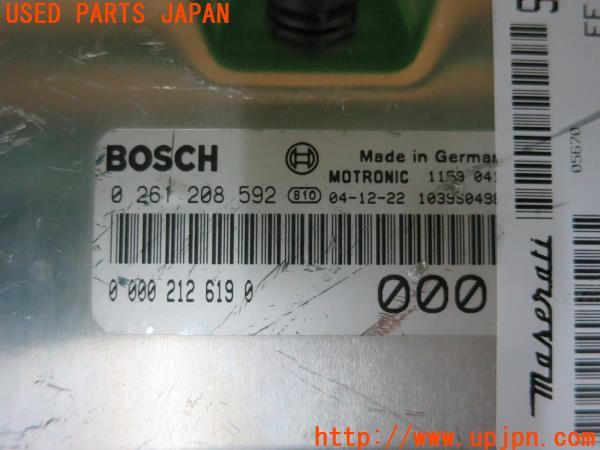 USED PARTS JAPAN
BOSCH
Made in German
MOTRONIC
0 261 208 592 810 04-12-22
0 000 212 619 0
000
Maserati
05670
http://www.upjpn.com